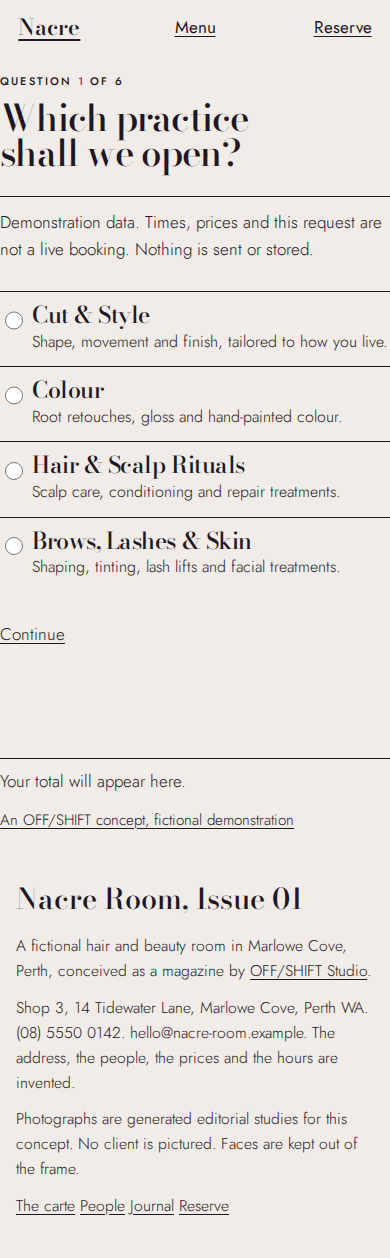 Nacre Menu Reserve
QUESTION 1 OF 6
Which practice
shall we open?
Demonstration data. Times, prices and this request are
not a live booking. Nothing is sent or stored.
Cut & Style
Shape, movement and finish, tailored to how you live.
Colour
Root retouches, gloss and hand-painted colour.
Hair & Scalp Rituals
Scalp care, conditioning and repair treatments.
Brows, Lashes & Skin
Shaping, tinting, lash lifts and facial treatments.
Continue
Your total will appear here.
An OFF/SHIFT concept, fictional demonstration
Nacre Room, Issue 01
A fictional hair and beauty room in Marlowe Cove,
Perth, conceived as a magazine by OFF/SHIFT Studio.
Shop 3, 14 Tidewater Lane, Marlowe Cove, Perth WA.
(08) 5550 0142. hello@nacre-room.example. The
address, the people, the prices and the hours are
invented.
Photographs are generated editorial studies for this
concept. No client is pictured. Faces are kept out of
the frame.
The carte People Journal Reserve